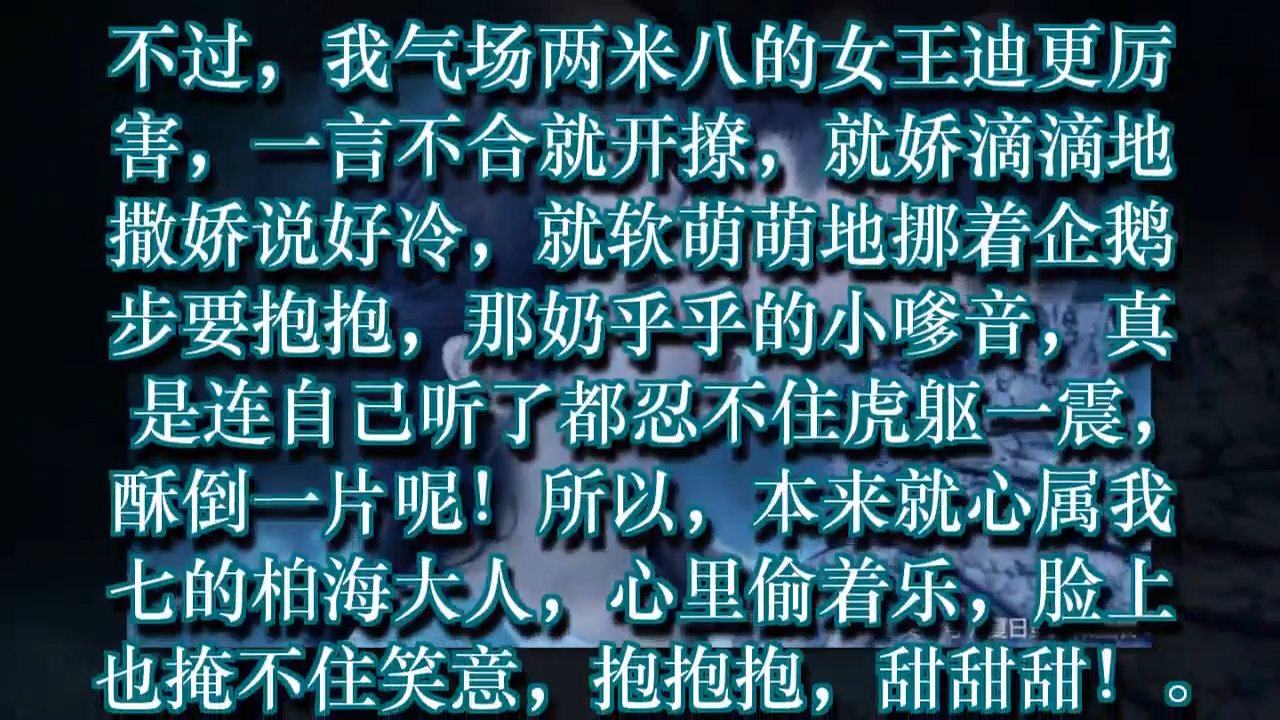 不过，我气场两米八的女王迪更厉
害，一言不合就开撩，就娇滴滴地
撒娇说好冷，就软萌萌地挪着企鹅
步要抱抱，那奶乎乎的小嗲音，真
是连自己听了都忍不住虎躯一震，
酥倒一片呢！所以，本来就心属我
七的柏海大人，心里偷着乐，脸上
也掩不住笑意，抱抱抱，甜甜甜！。